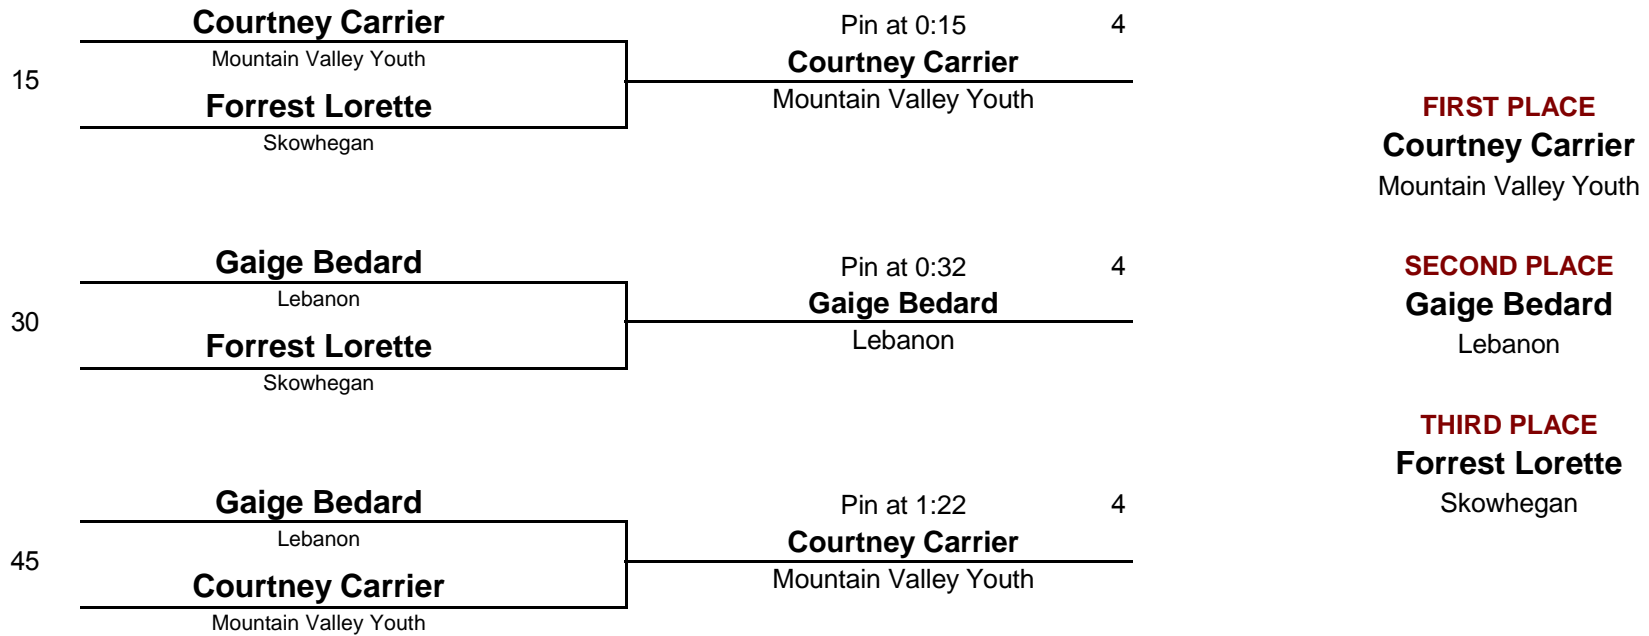 Courtney Carrier
Mountain Valley Youth
15
Forrest Lorette
Skowhegan
Pin at 0:15 4
Courtney Carrier
Mountain Valley Youth
Gaige Bedard
Lebanon
30
Forrest Lorette
Skowhegan
Pin at 0:32 4
Gaige Bedard
Lebanon
Gaige Bedard
Lebanon
45
Courtney Carrier
Mountain Valley Youth
Pin at 1:22 4
Courtney Carrier
Mountain Valley Youth
FIRST PLACE
Courtney Carrier
Mountain Valley Youth
SECOND PLACE
Gaige Bedard
Lebanon
THIRD PLACE
Forrest Lorette
Skowhegan